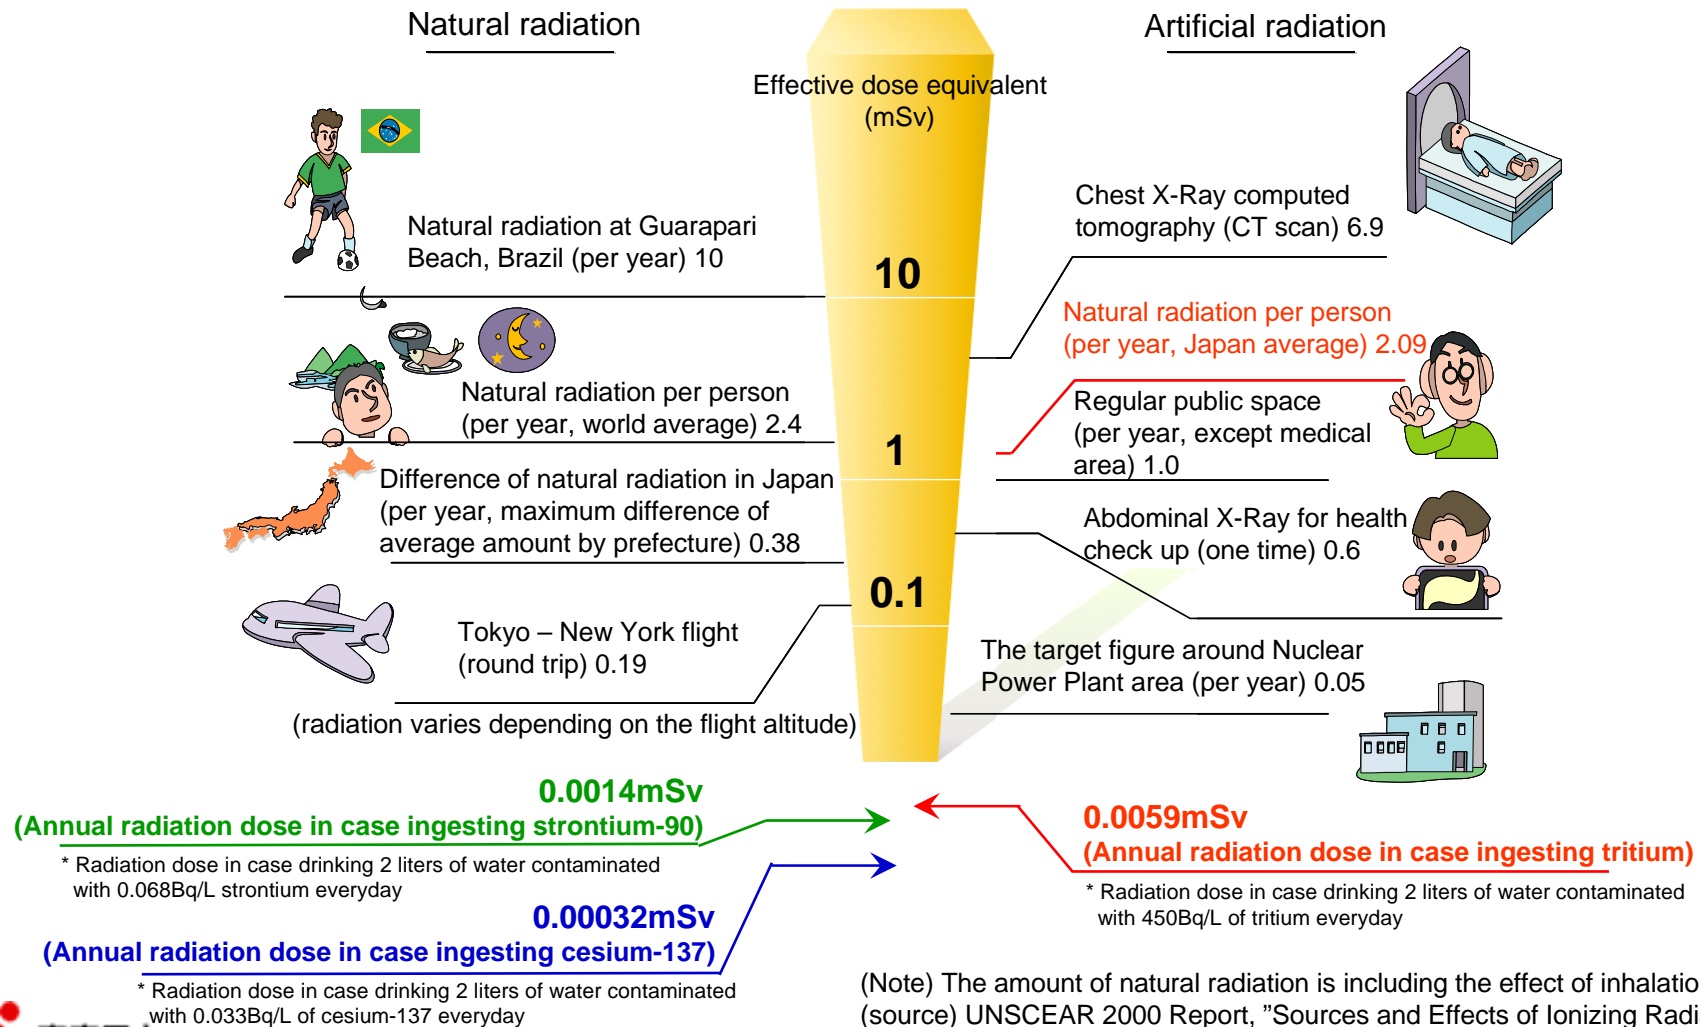 Natural radiation
Artificial radiation
Effective dose equivalent
(mSv)
Natural radiation at Guarapari
Beach, Brazil (per year) 10
Natural radiation per person
(per year, world average) 2.4
Difference of natural radiation in Japan
(per year, maximum difference of
average amount by prefecture) 0.38
Tokyo – New York flight
(round trip) 0.19
(radiation varies depending on the flight altitude)
10
1
0.1
Chest X-Ray computed
tomography (CT scan) 6.9
Natural radiation per person
(per year, Japan average) 2.09
Regular public space
(per year, except medical
area) 1.0
Abdominal X-Ray for health
check up (one time) 0.6
The target figure around Nuclear
Power Plant area (per year) 0.05
0.0014mSv
(Annual radiation dose in case ingesting strontium-90)
* Radiation dose in case drinking 2 liters of water contaminated
with 0.068Bq/L strontium everyday
0.00032mSv
(Annual radiation dose in case ingesting cesium-137)
* Radiation dose in case drinking 2 liters of water contaminated
with 0.033Bq/L of cesium-137 everyday
0.0059mSv
(Annual radiation dose in case ingesting tritium)
* Radiation dose in case drinking 2 liters of water contaminated
with 450Bq/L of tritium everyday
(Note) The amount of natural radiation is including the effect of inhalatio
(source) UNSCEAR 2000 Report, ”Sources and Effects of Ionizing Radi